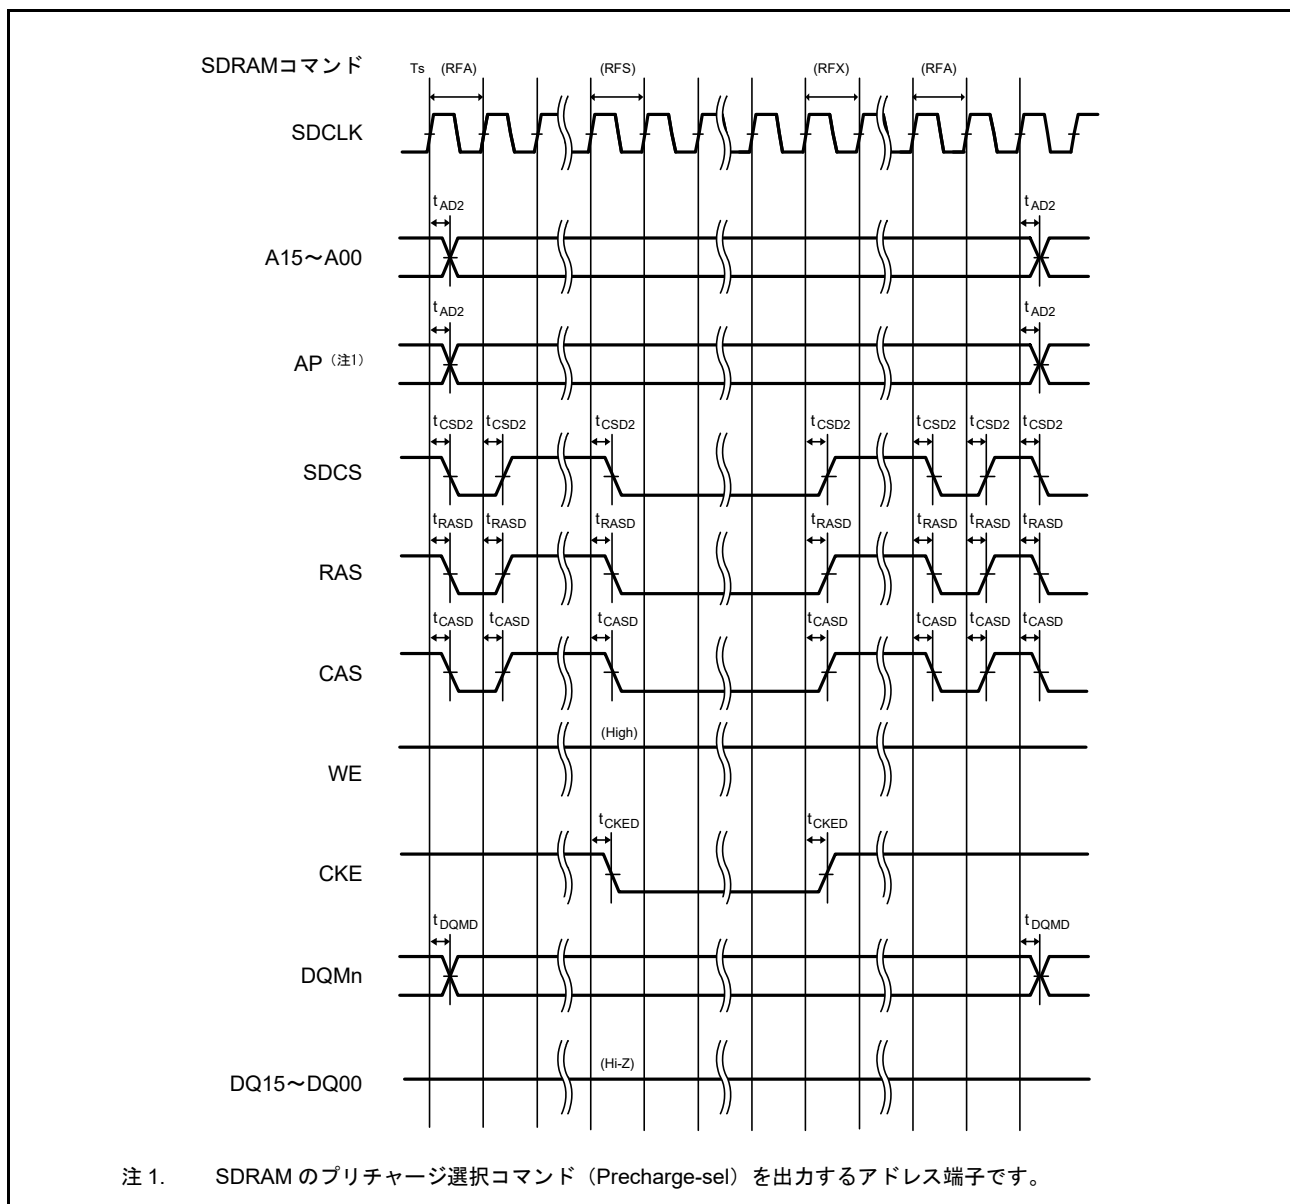 SDRAMコマンド Ts (RFA) (RFS) (RFX) (RFA)
SDCLK
tAD2 tAD2
A15～A00
tAD2 tAD2
AP（注1）
tCSD2 tCSD2 tCSD2 tCSD2 tCSD2 tCSD2 tCSD2
SDCS
tRASD tRASD tRASD tRASD tRASD tRASD tRASD
RAS
tCASD tCASD tCASD tCASD tCASD tCASD tCASD
CAS
(High)
WE
tCKED tCKED
CKE
tDQMD tDQMD
DQMn
(Hi-Z)
DQ15～DQ00
注 1. SDRAM のプリチャージ選択コマンド（Precharge-sel）を出力するアドレス端子です。